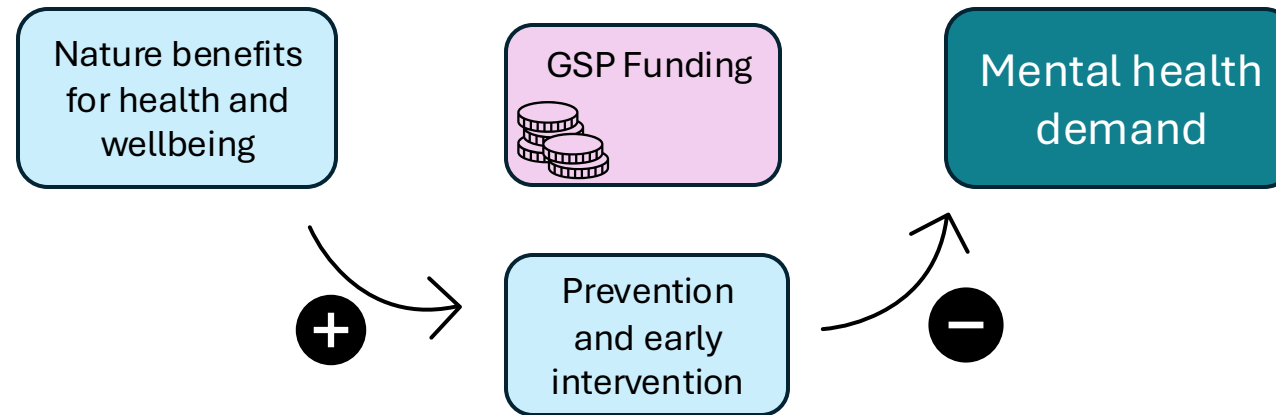 Nature benefits
for health and
wellbeing
GSP Funding
Mental health
demand
+
Prevention
and early
intervention
−